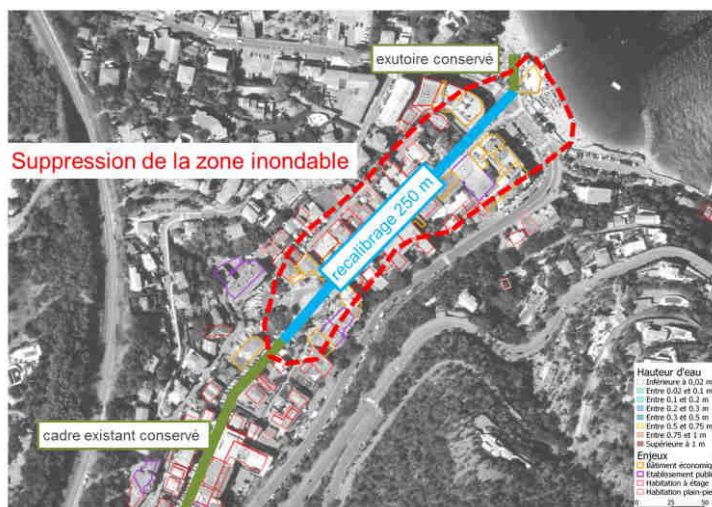 exutoire conservé
Suppression de la zone inondable
recalibrage 250 m
cadre existant conservé
Hauteur d'eau
Inférieure à 0,02 m
Entre 0.02 et 0.1 m
Entre 0.1 et 0.2 m
Entre 0.2 et 0.3 m
Entre 0.3 et 0.5 m
Entre 0.5 et 0.75 m
Entre 0.75 et 1 m
Supérieure à 1 m
Enjeux
Bâtiment économiq
Etablissement publi
Habitation à étage
Habitation plain-pie
0 25 50